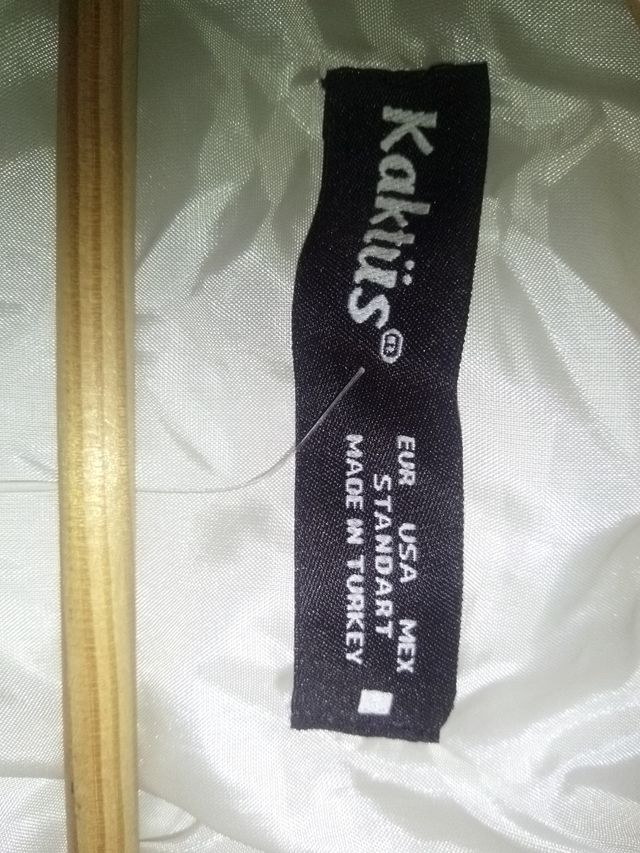 Kaktüs®
EUR USA MEX
STANDART
MADE IN TURKEY